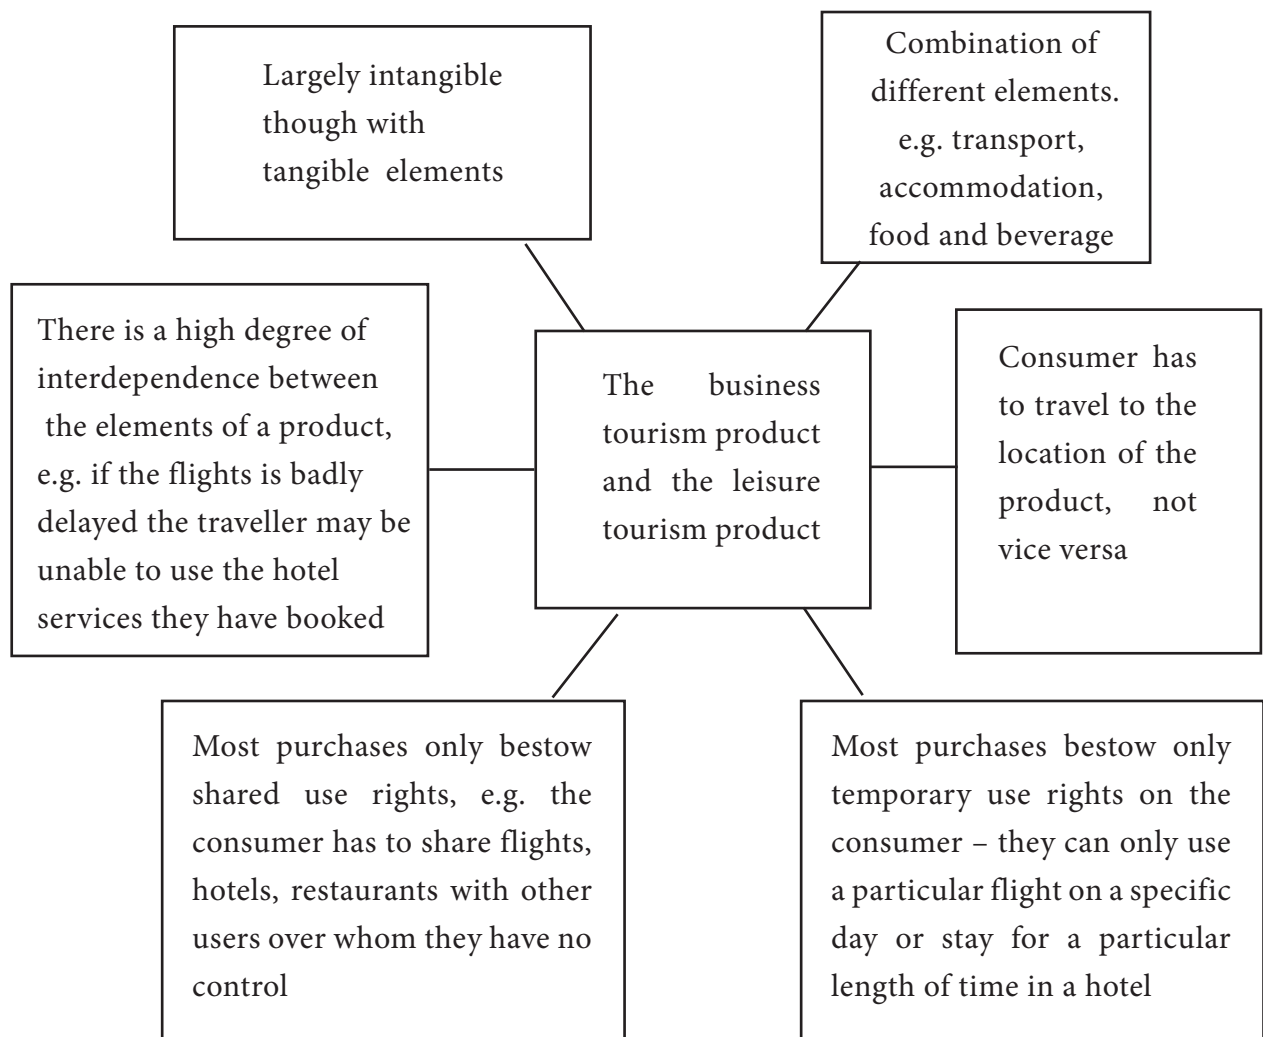 Largely intangible
though with
tangible elements
Combination of
different elements.
e.g. transport,
accommodation,
food and beverage
There is a high degree of
interdependence between
the elements of a product,
e.g. if the flights is badly
delayed the traveller may be
unable to use the hotel
services they have booked
The business
tourism product
and the leisure
tourism product
Consumer has
to travel to the
location of the
product, not
vice versa
Most purchases only bestow
shared use rights, e.g. the
consumer has to share flights,
hotels, restaurants with other
users over whom they have no
control
Most purchases bestow only
temporary use rights on the
consumer – they can only use
a particular flight on a specific
day or stay for a particular
length of time in a hotel